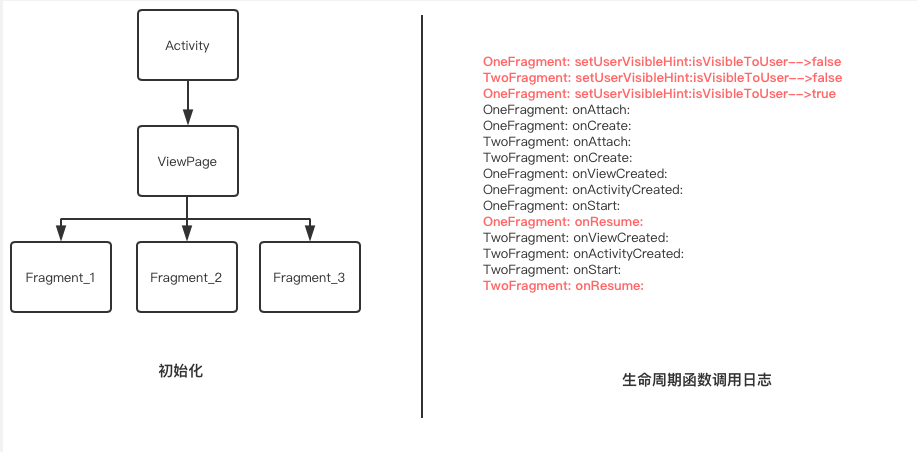 Activity
ViewPage
Fragment_1
Fragment_2
Fragment_3
初始化
OneFragment: setUserVisibleHint:isVisibleToUser-->false
TwoFragment: setUserVisibleHint:isVisibleToUser-->false
OneFragment: setUserVisibleHint:isVisibleToUser-->true
OneFragment: onAttach:
OneFragment: onCreate:
TwoFragment: onAttach:
TwoFragment: onCreate:
OneFragment: onViewCreated:
OneFragment: onActivityCreated:
OneFragment: onStart:
OneFragment: onResume:
TwoFragment: onViewCreated:
TwoFragment: onActivityCreated:
TwoFragment: onStart:
TwoFragment: onResume:
生命周期函数调用日志